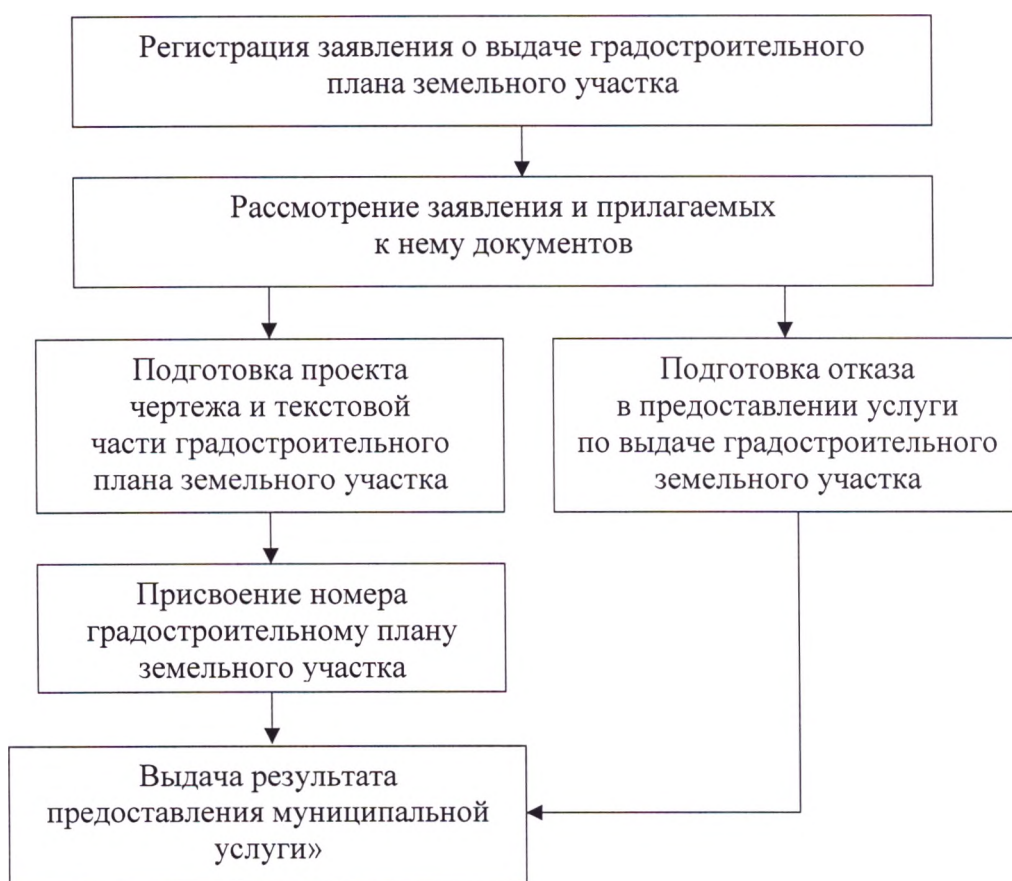 Регистрация заявления о выдаче градостроительного
плана земельного участка
Рассмотрение заявления и прилагаемых
к нему документов
Подготовка проекта
чертежа и текстовой
части градостроительного
плана земельного участка
Подготовка отказа
в предоставлении услуги
по выдаче градостроительного
земельного участка
Присвоение номера
градостроительному плану
земельного участка
Выдача результата
предоставления муниципальной
услуги»